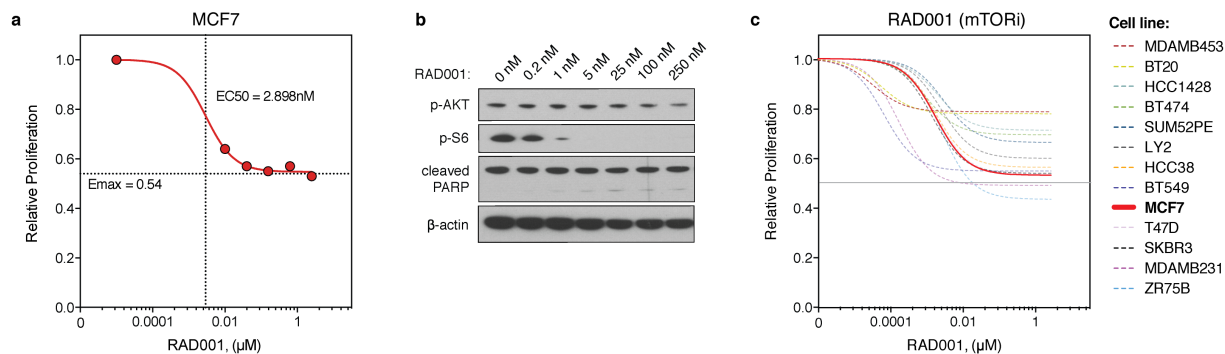 a
MCF7
Relative Proliferation
1.0
0.8
0.6
0.4
0.2
0.0
EC50 = 2.898nM
Emax = 0.54
0
0.0001
0.01
1
RAD001, (µM)
b
RAD001:
0 nM
0.2 nM
1 nM
5 nM
25 nM
100 nM
250 nM
p-AKT
p-S6
cleaved
PARP
β-actin
c
RAD001 (mTORi)
Relative Proliferation
1.0
0.8
0.6
0.4
0.2
0.0
0
0.0001
0.01
1
RAD001, (µM)
Cell line:
MDAMB453
BT20
HCC1428
BT474
SUM52PE
LY2
HCC38
BT549
MCF7
T47D
SKBR3
MDAMB231
ZR75B